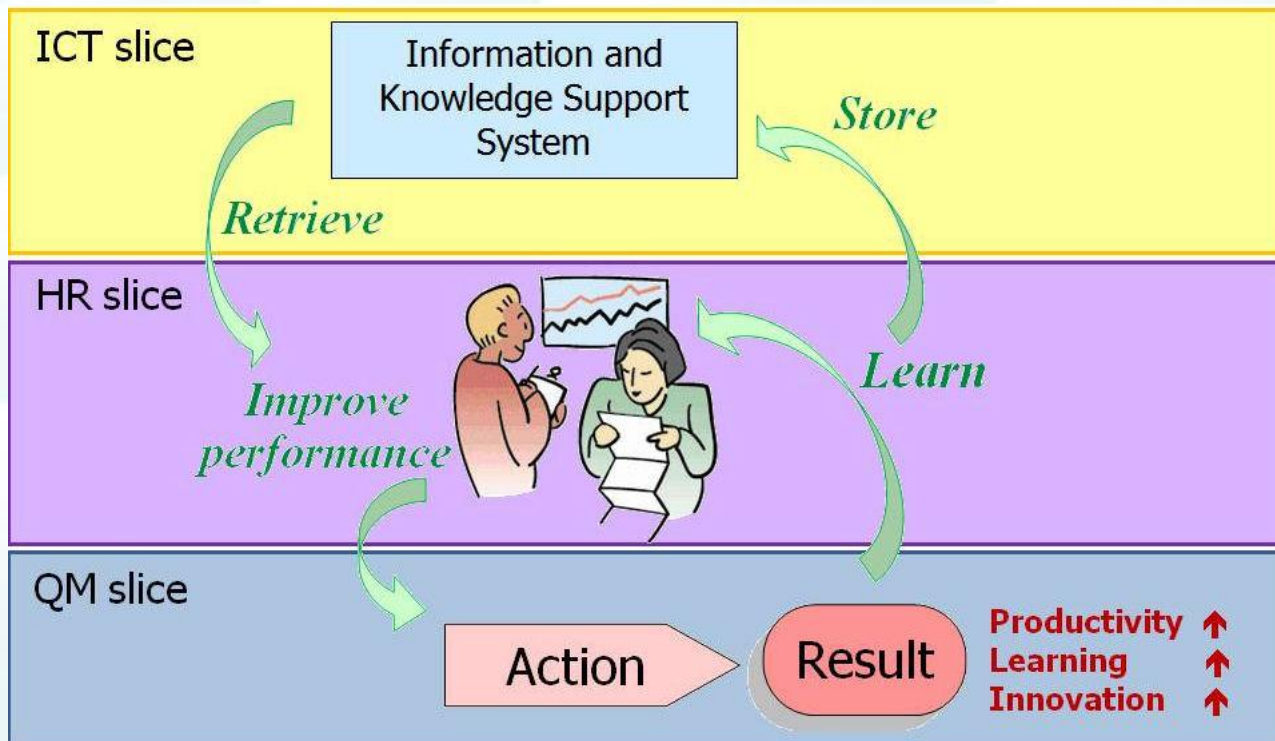 ICT slice
Information and
Knowledge Support
System
Store
Retrieve
HR slice
Learn
Improve
performance
QM slice
Action
Result
Productivity
Learning
Innovation